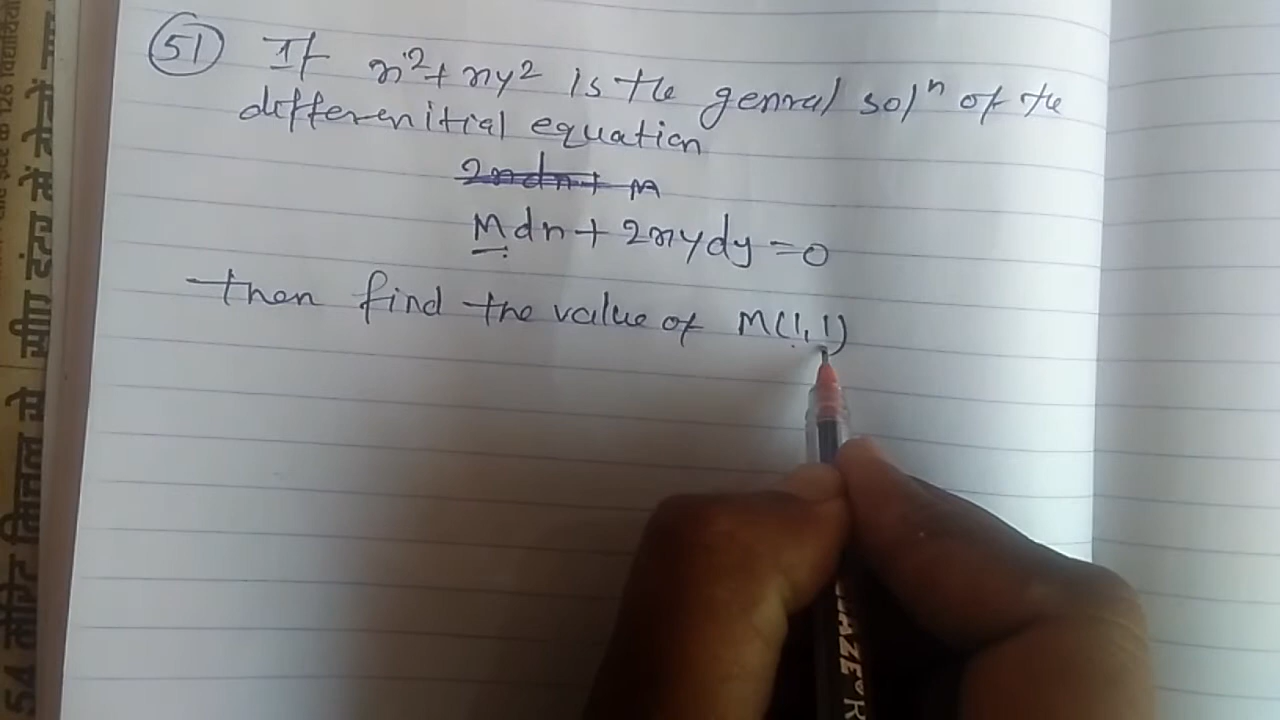 51 If x²+xy² is the genral solⁿ of the
differenitial equation
2xdx+ M
Mdx+2xydy=0
then find the value of M(1,1)